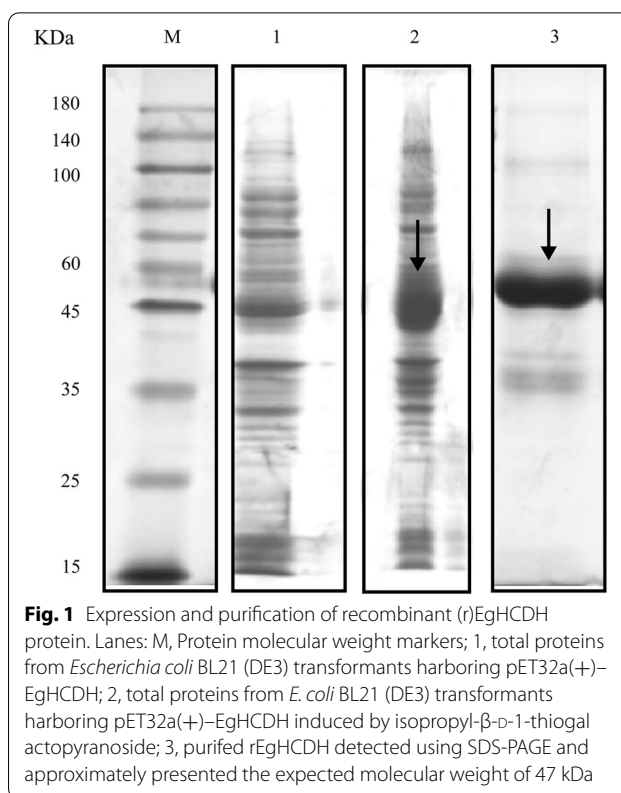 KDa M 1 2 3
180
140
100
60
45
35
25
15
Fig. 1 Expression and purification of recombinant (r)EgHCDH
protein. Lanes: M, Protein molecular weight markers; 1, total proteins
from Escherichia coli BL21 (DE3) transformants harboring pET32a(+)–
EgHCDH; 2, total proteins from E. coli BL21 (DE3) transformants
harboring pET32a(+)–EgHCDH induced by isopropyl-β-D-1-thiogal
actopyranoside; 3, purifed rEgHCDH detected using SDS-PAGE and
approximately presented the expected molecular weight of 47 kDa